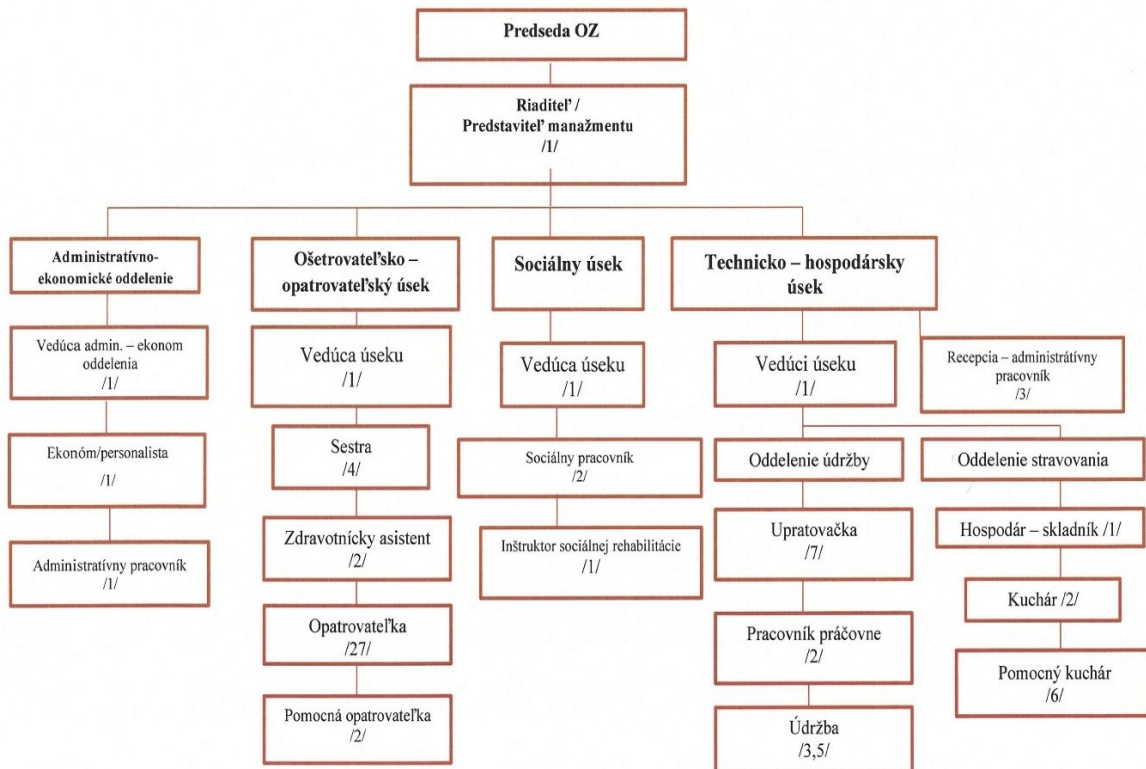 Predseda OZ
Riaditeľ /
Predstaviteľ manažmentu
/1/
Administratívno-
ekonomické oddelenie
Vedúca admin. – ekonom
oddelenia
/1/
Ekonóm/personalista
/1/
Administratívny pracovník
/1/
Ošetrovateľsko –
opatrovateľský úsek
Vedúca úseku
/1/
Sestra
/4/
Zdravotnícky asistent
/2/
Opatrovateľka
/27/
Pomocná opatrovateľka
/2/
Sociálny úsek
Vedúca úseku
/1/
Sociálny pracovník
/2/
Inštruktor sociálnej rehabilitácie
/1/
Technicko – hospodársky
úsek
Vedúci úseku
/1/
Recepcia – administrátívny
pracovník
/3/
Oddelenie údržby
Upratovačka
/7/
Pracovník práčovne
/2/
Údržba
/3,5/
Oddelenie stravovania
Hospodár – skladník /1/
Kuchár /2/
Pomocný kuchár
/6/